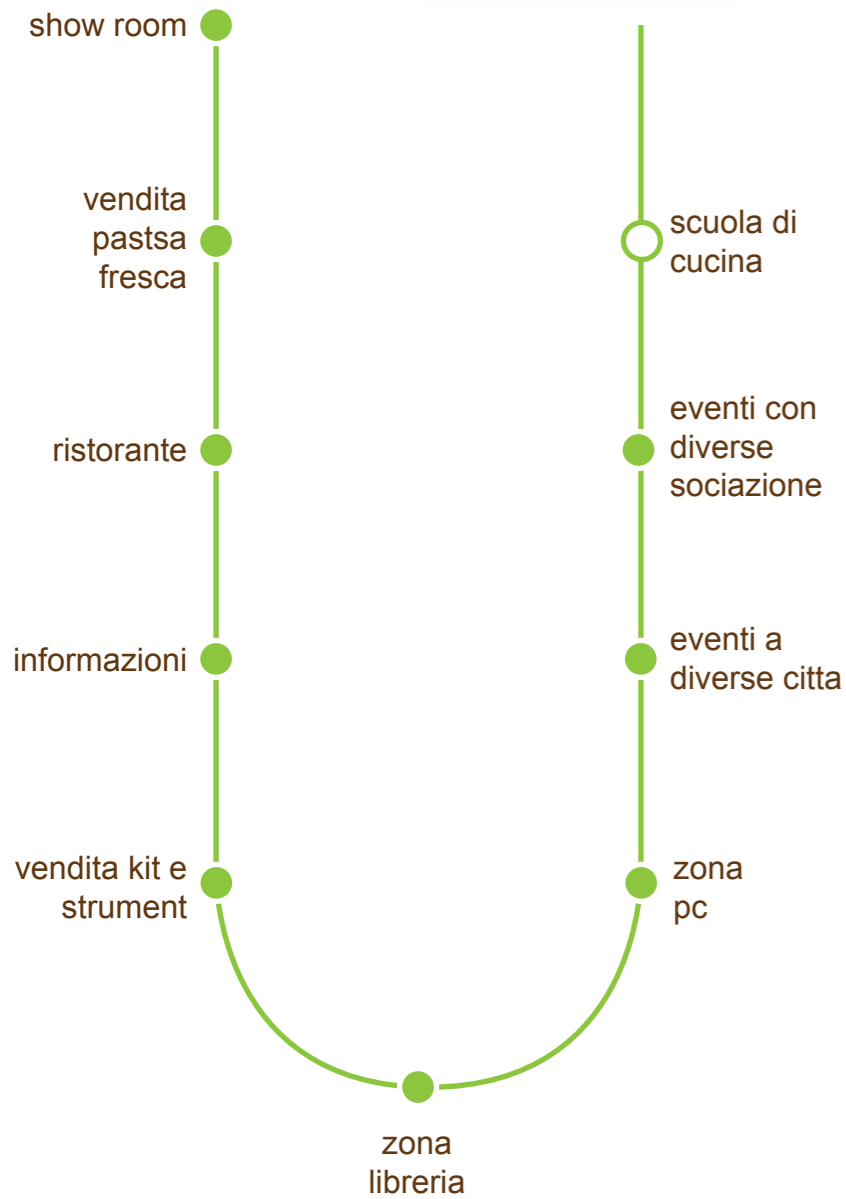 show room
vendita
pastsa
fresca
ristorante
informazioni
vendita kit e
strument
zona
libreria
zona
pc
eventi a
diverse citta
eventi con
diverse
sociazione
scuola di
cucina